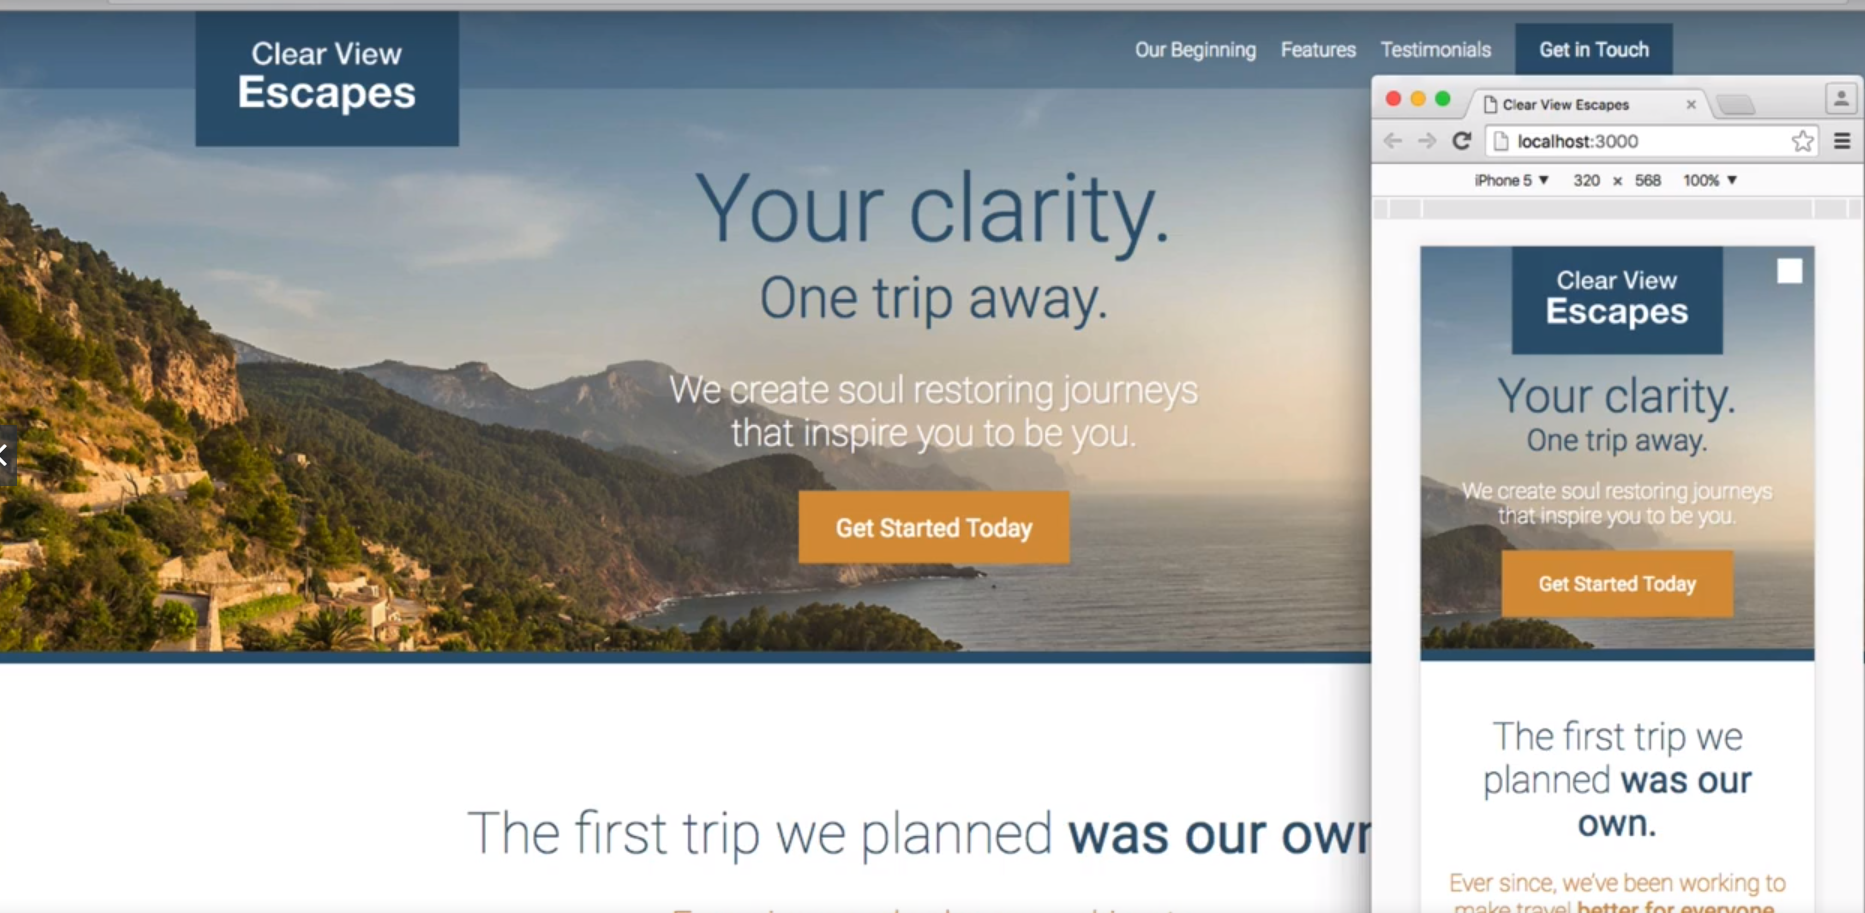 Clear View
Escapes
Our Beginning
Features
Testimonials
Get in Touch
Your clarity.
One trip away.
We create soul restoring journeys
that inspire you to be you.
Get Started Today
The first trip we planned was our own
Clear View Escapes
localhost:3000
iPhone 5 ▼ 320 × 568 100% ▼
Clear View
Escapes
Your clarity.
One trip away.
We create soul restoring journeys
that inspire you to be you.
Get Started Today
The first trip we
planned was our
own.
Ever since, we've been working to
make travel better for everyone